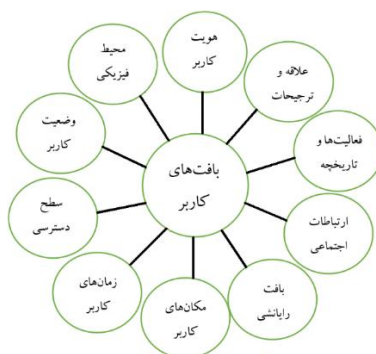 هویت
کاربر
علاقه و
ترجیحات
فعالیت‌ها و
تاریخچه
ارتباطات
اجتماعی
بافت
رایانشی
مکان‌های
کاربر
زمان‌های
کاربر
سطح
دسترسی
وضعیت
کاربر
محیط
فیزیکی
بافت‌های
کاربر